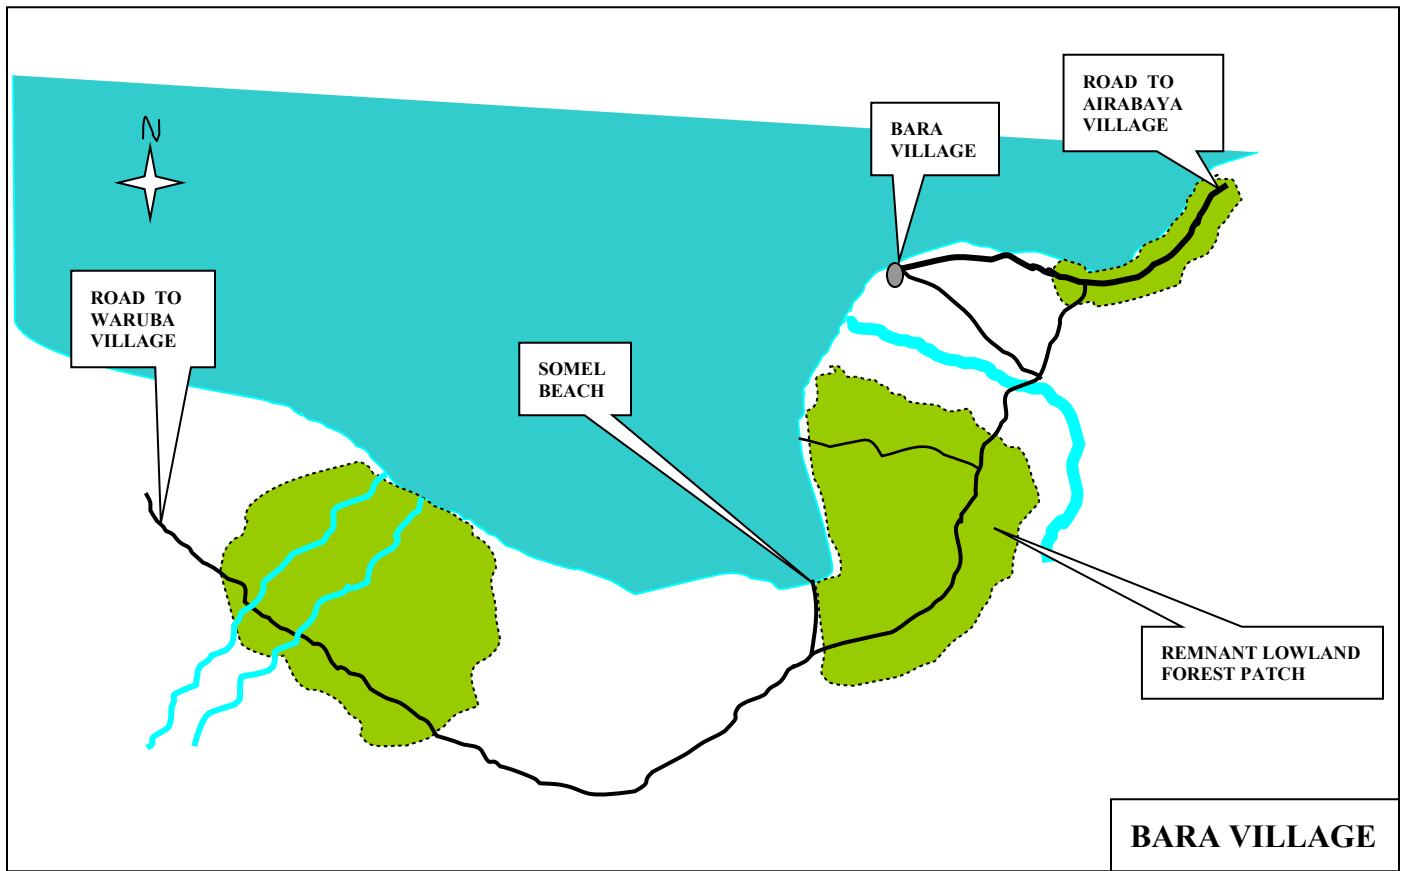 ROAD TO
AIRABAYA
VILLAGE
BARA
VILLAGE
N
ROAD TO
WARUBA
VILLAGE
SOMEL
BEACH
REMNANT LOWLAND
FOREST PATCH
BARA VILLAGE